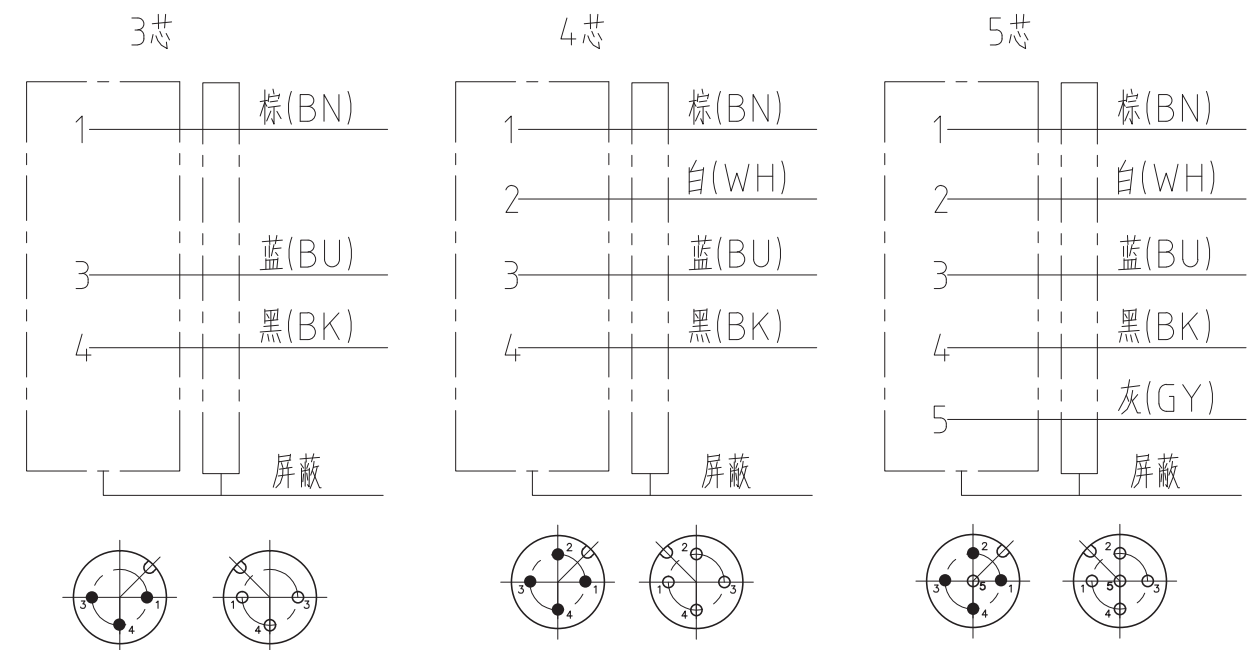 3芯
1 棕(BN)
3 蓝(BU)
4 黑(BK)
屏蔽
3 1 4
1 3 4
4芯
1 棕(BN)
2 白(WH)
3 蓝(BU)
4 黑(BK)
屏蔽
2 3 1 4
2 1 3 4
5芯
1 棕(BN)
2 白(WH)
3 蓝(BU)
4 黑(BK)
5 灰(GY)
屏蔽
2 3 5 1 4
2 1 5 3 4